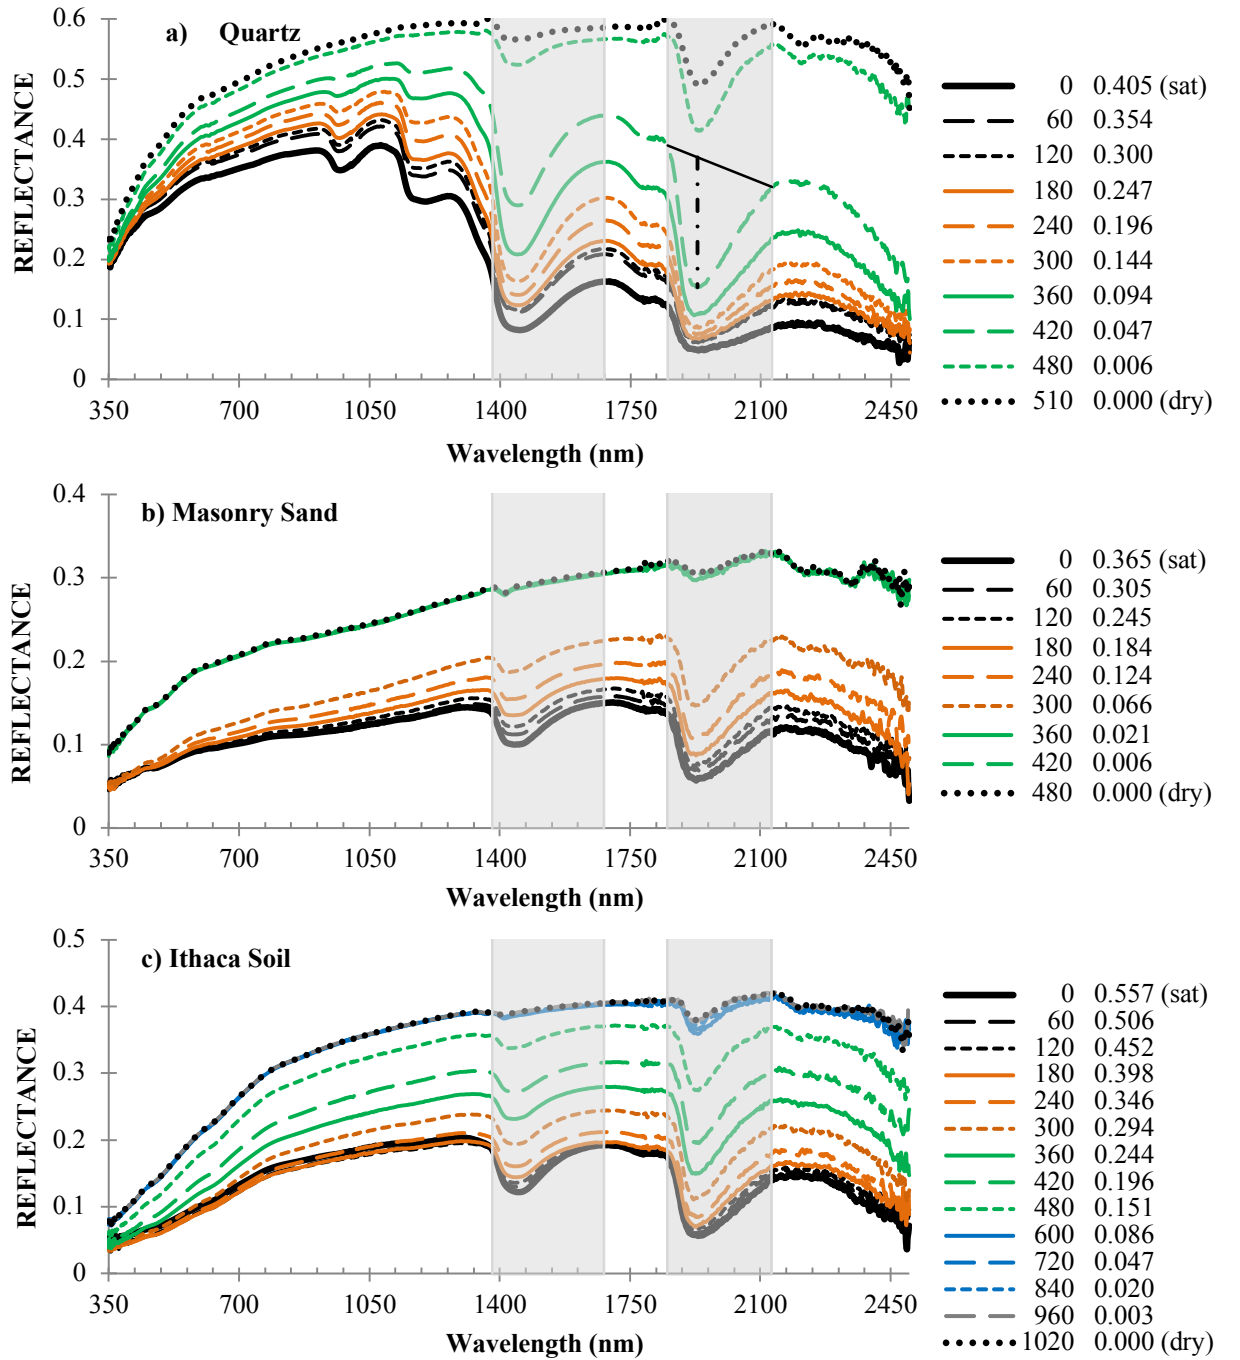 a) Quartz
REFLECTANCE
0.6
0.5
0.4
0.3
0.2
0.1
0
350 700 1050 1400 1750 2100 2450
Wavelength (nm)
0 0.405 (sat)
60 0.354
120 0.300
180 0.247
240 0.196
300 0.144
360 0.094
420 0.047
480 0.006
510 0.000 (dry)
b) Masonry Sand
REFLECTANCE
0.4
0.3
0.2
0.1
0
350 700 1050 1400 1750 2100 2450
Wavelength (nm)
0 0.365 (sat)
60 0.305
120 0.245
180 0.184
240 0.124
300 0.066
360 0.021
420 0.006
480 0.000 (dry)
c) Ithaca Soil
REFLECTANCE
0.5
0.4
0.3
0.2
0.1
0
350 700 1050 1400 1750 2100 2450
Wavelength (nm)
0 0.557 (sat)
60 0.506
120 0.452
180 0.398
240 0.346
300 0.294
360 0.244
420 0.196
480 0.151
600 0.086
720 0.047
840 0.020
960 0.003
1020 0.000 (dry)